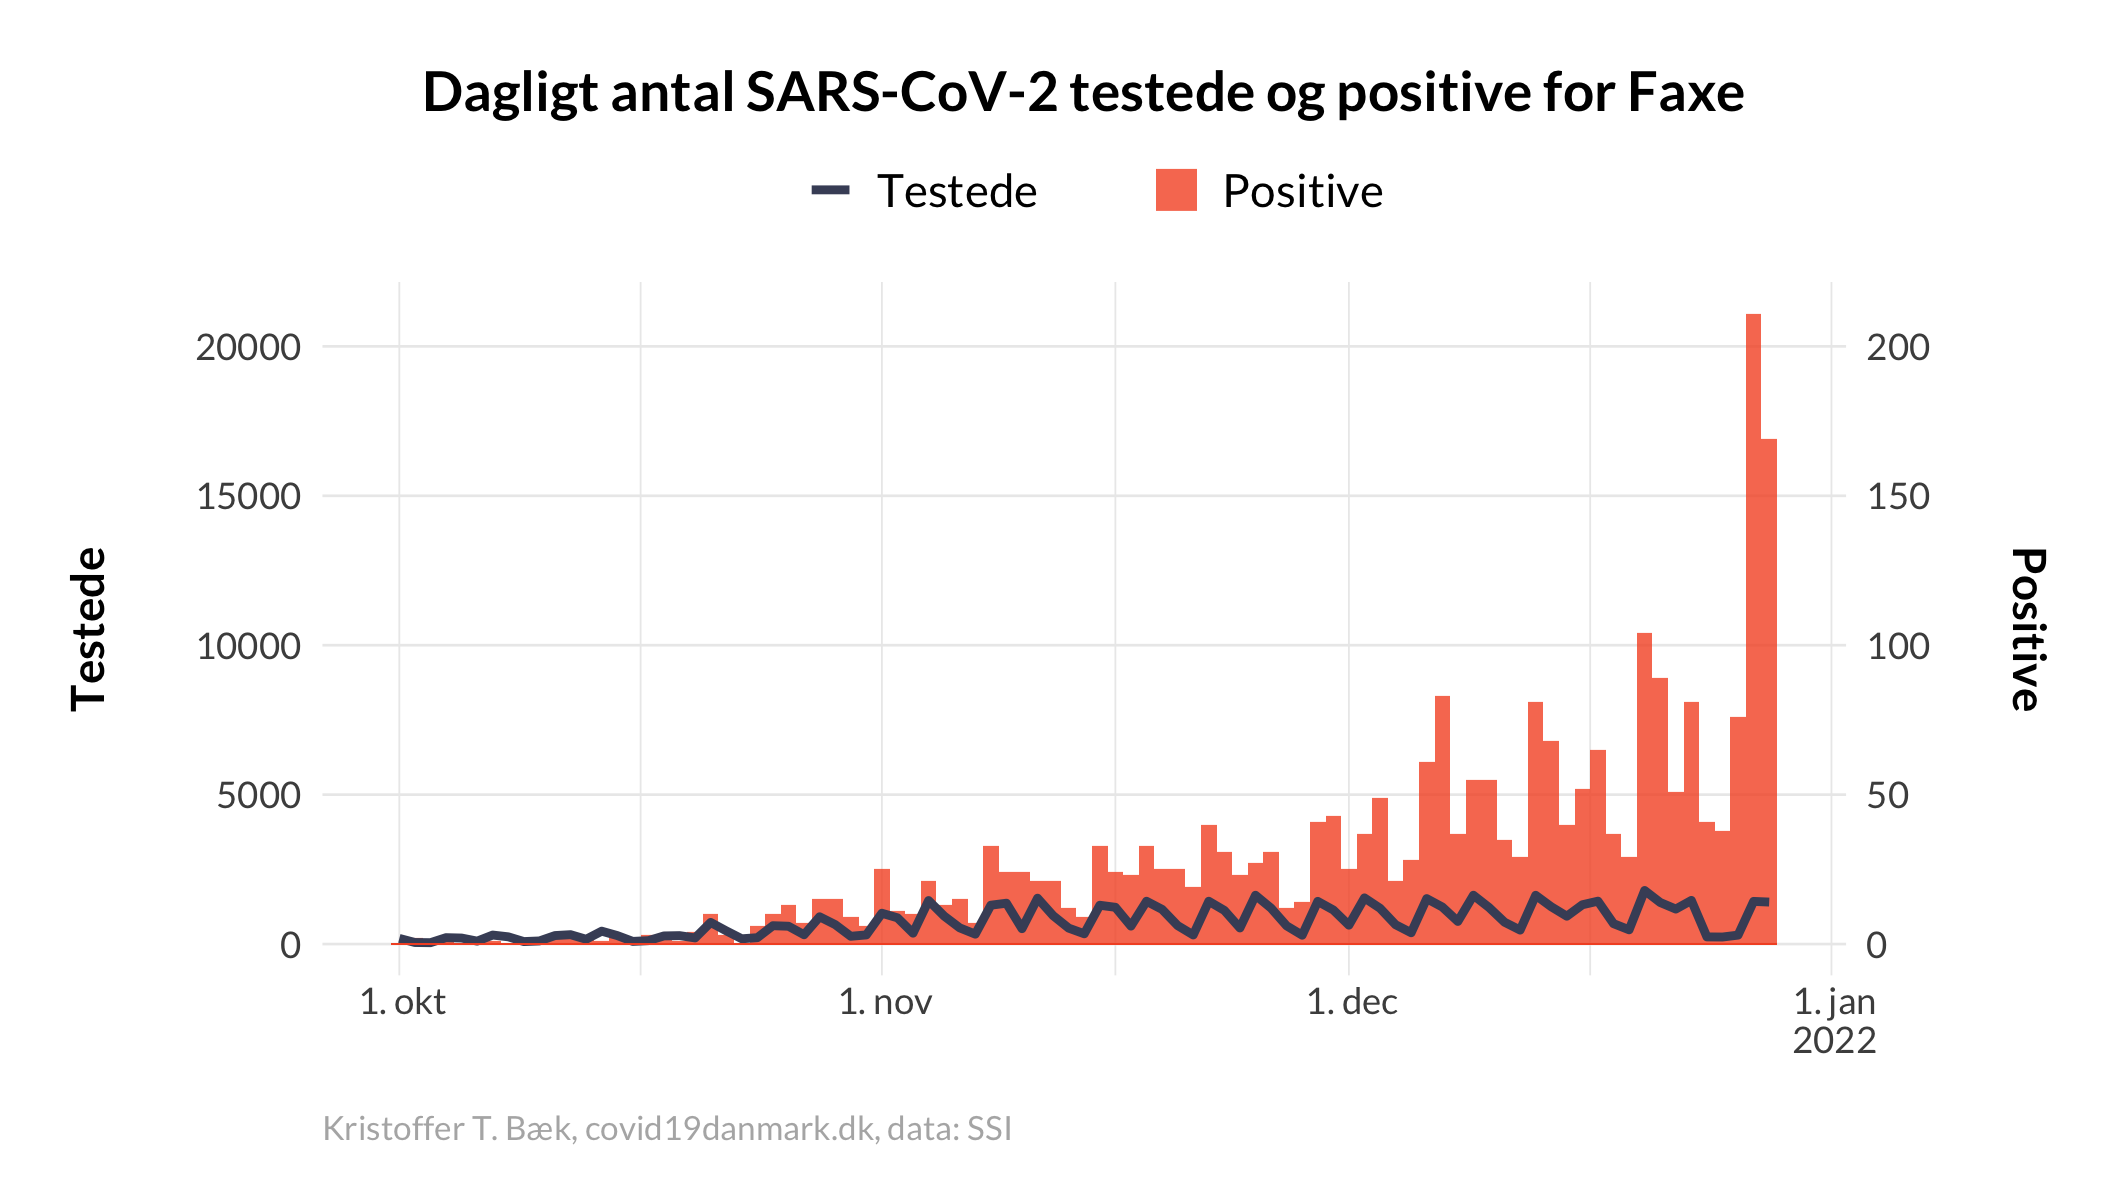 Dagligt antal SARS-CoV-2 testede og positive for Faxe
Testede
Positive
20000
15000
10000
5000
0
Testede
200
150
100
50
0
Positive
1. okt
1. nov
1. dec
1. jan
2022
Kristoffer T. Bæk, covid19danmark.dk, data: SSI